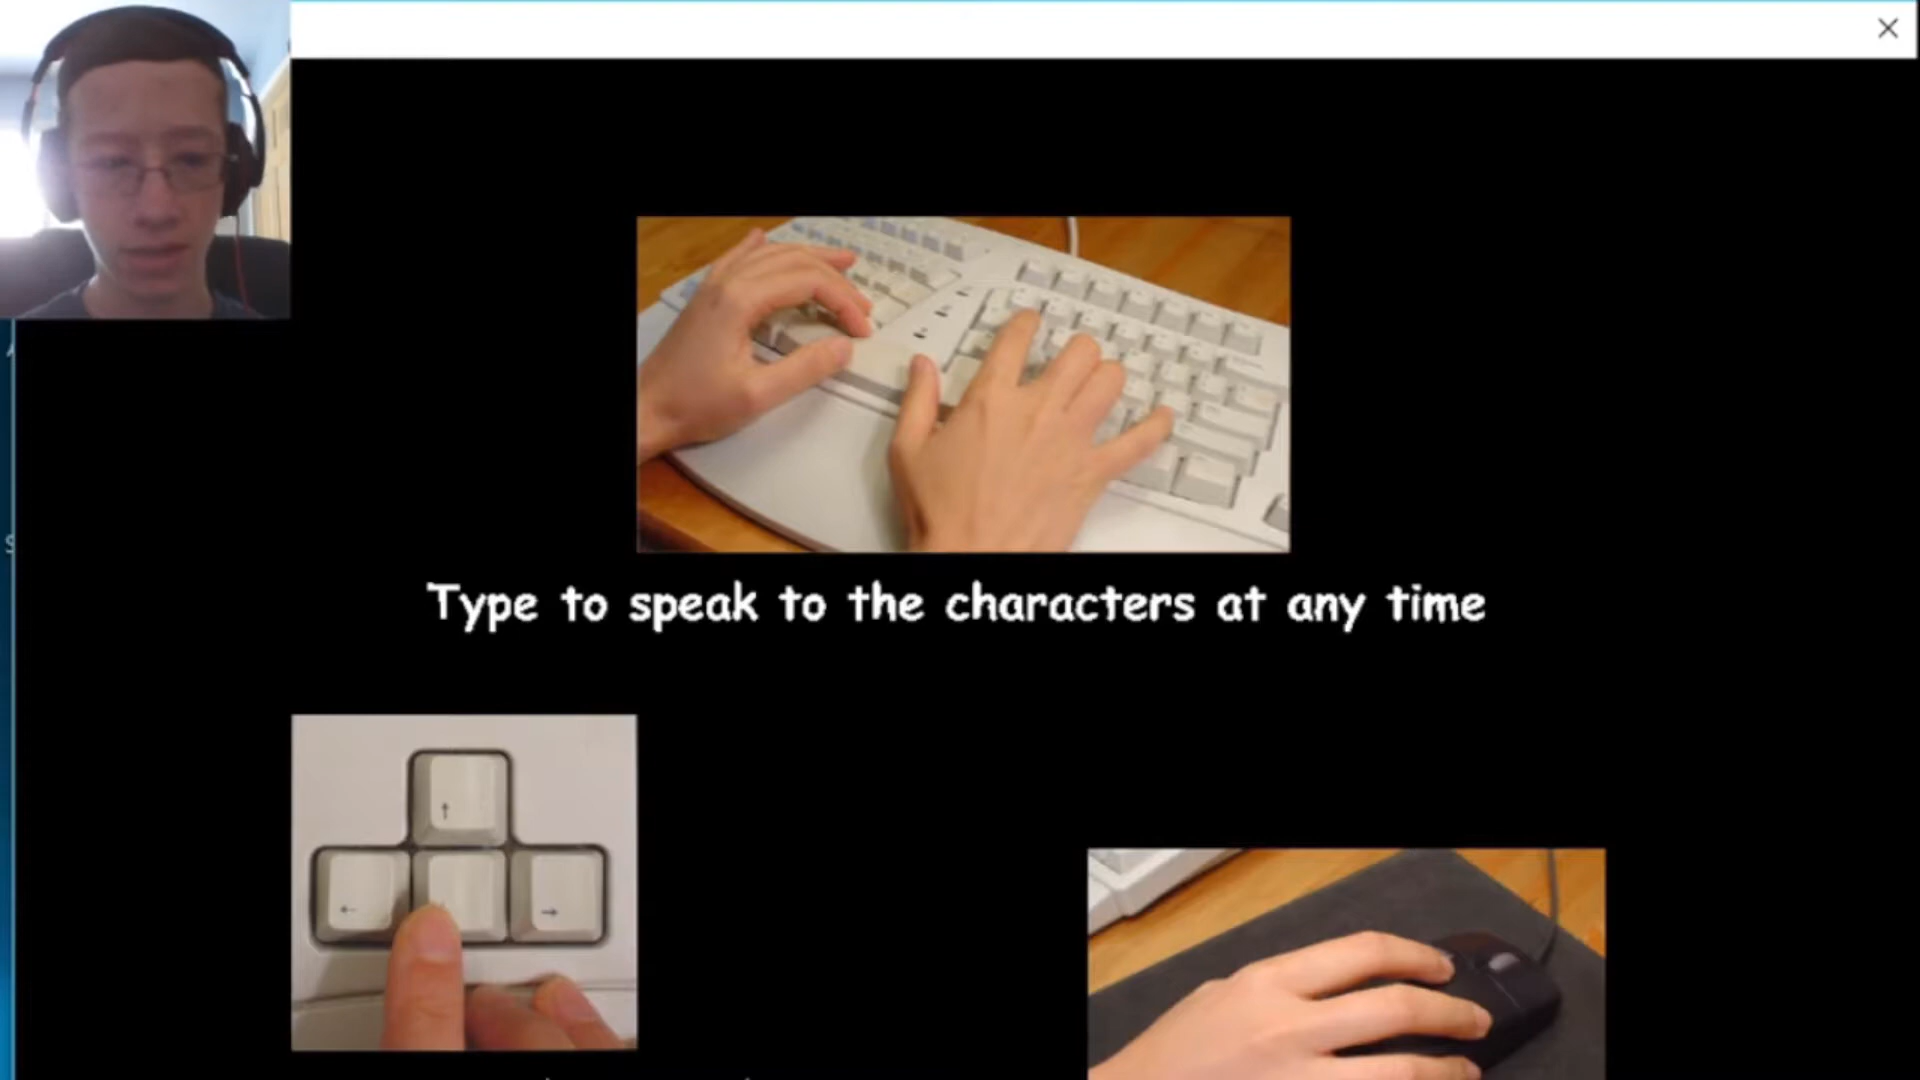 Type to speak to the characters at any time